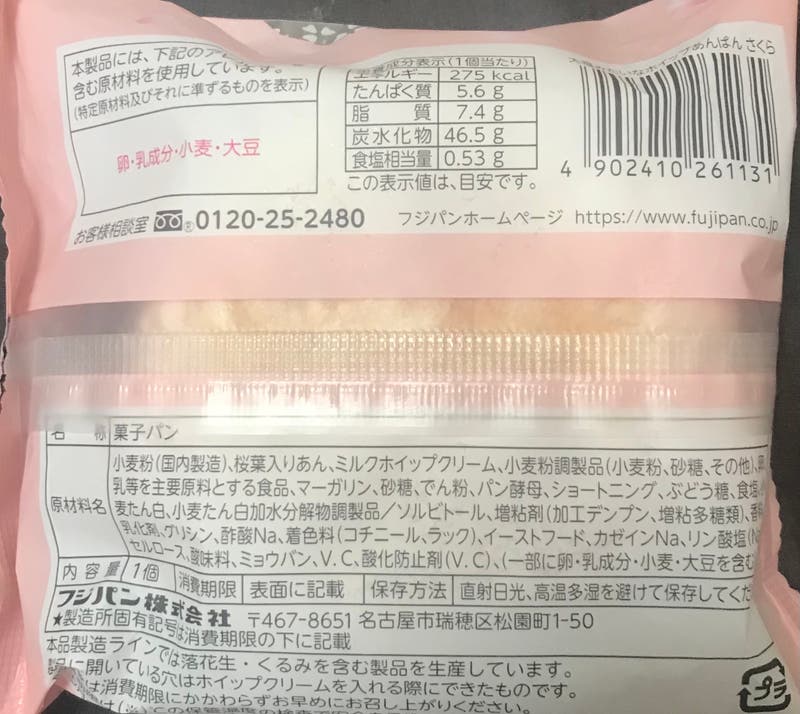 本製品には、下記の
含む原材料を使用しています。
(特定原材料及びそれに準ずるものを表示)
卵・乳成分・小麦・大豆
成分表示(1個当たり)
エネルギー 275 kcal
たんぱく質 5.6 g
脂 質 7.4 g
炭水化物 46.5 g
食塩相当量 0.53 g
この表示値は、目安です。
ホイップあんぱん さくら
4 902410 261131
お客様相談室 ® 0120-25-2480 フジパンホームページ https://www.fujipan.co.jp
名 称 菓子パン
原材料名
小麦粉(国内製造)、桜葉入りあん、ミルクホイップクリーム、小麦粉調製品(小麦粉、砂糖、その他)、
乳等を主要原料とする食品、マーガリン、砂糖、でん粉、パン酵母、ショートニング、ぶどう糖、食塩、
麦たん白、小麦たん白加水分解物調製品/ソルビトール、増粘剤(加工デンプン、増粘多糖類)、
乳化剤、グリシン、酢酸Na、着色料(コチニール、ラック)、イーストフード、カゼインNa、リン酸塩
セルロース、酸味料、ミョウバン、V.C、酸化防止剤(V.C)、(一部に卵・乳成分・小麦・大豆を含む
内容量 1個 消費期限 表面に記載 保存方法 直射日光、高温多湿を避けて保存してくだ
フジパン株式会社 〒467-8651 名古屋市瑞穂区松園町1-50
★製造所固有記号は消費期限の下に記載
本品製造ラインでは落花生・くるみを含む製品を生産しています。
に開いている穴はホイップクリームを入れる際にできたものです。
は消費期限にかかわらずお早めにお召し上がりください。
プラ